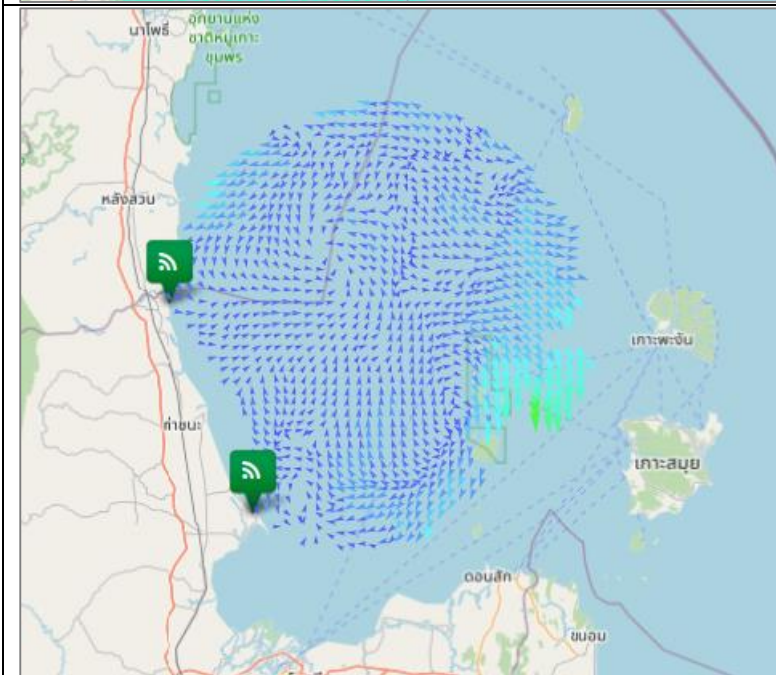 นาโพธิ์
อุทยานแห่ง
ชาติหมู่เกาะ
ชุมพร
หลังสวน
เกาะพะงัน
ท่าชนะ
เกาะสมุย
ดอนสัก
ขนอม